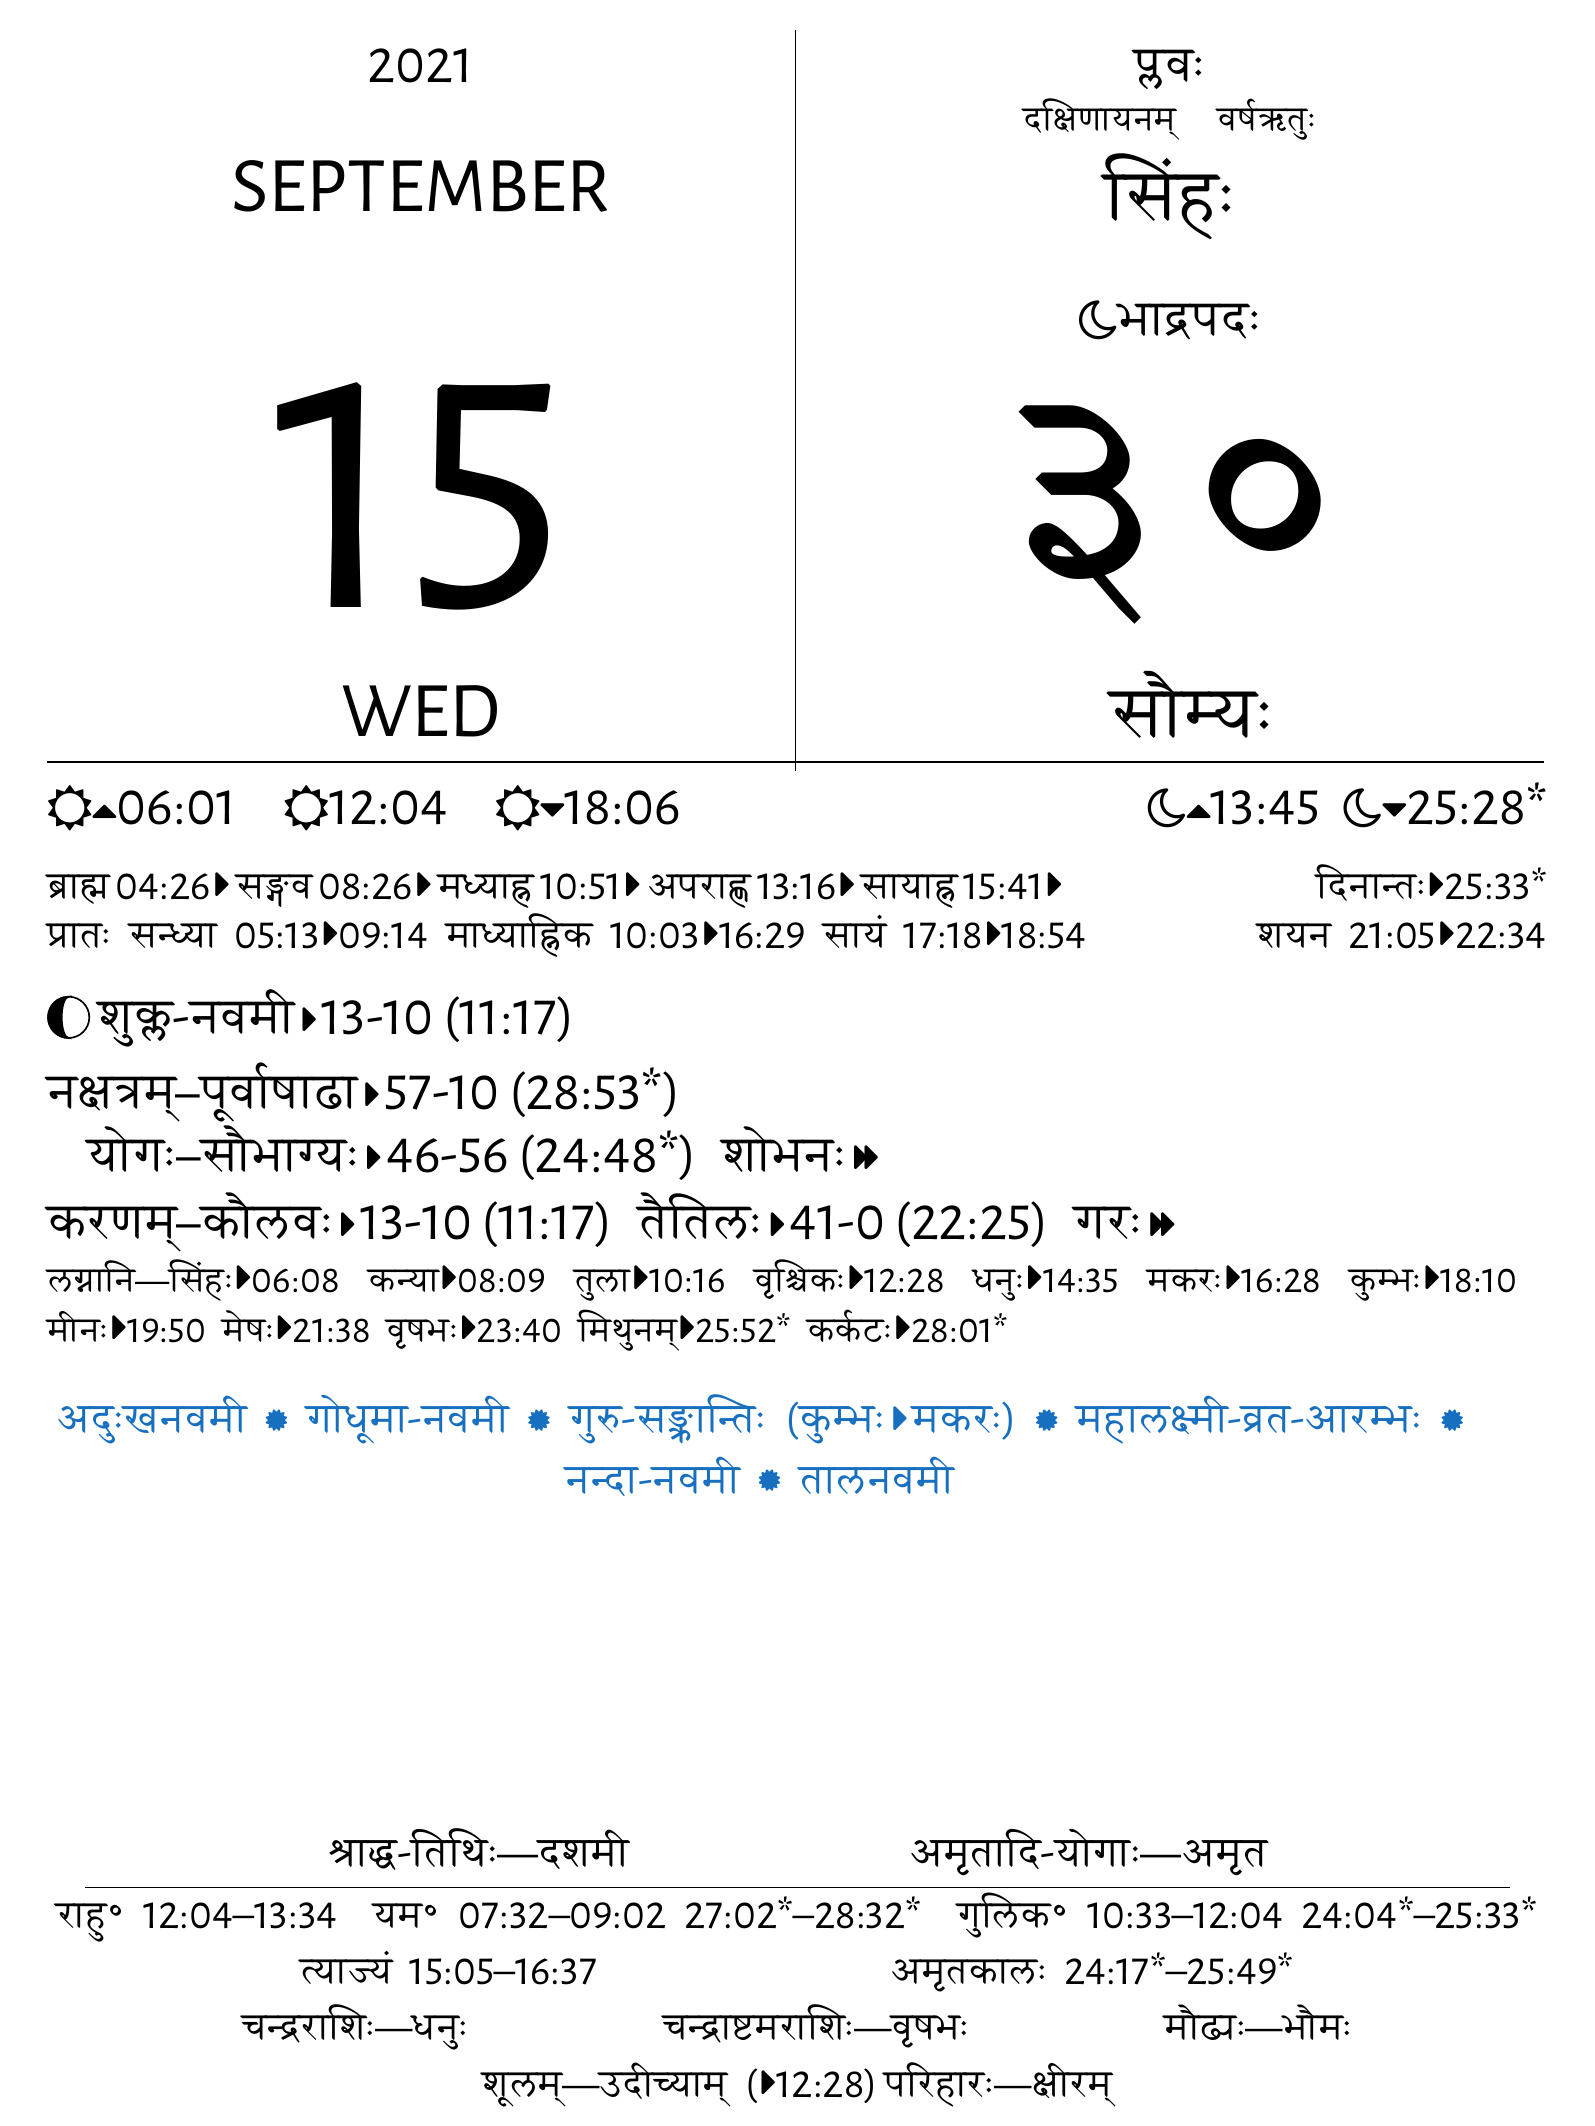 2021
SEPTEMBER
15
WED
प्लवः
दक्षिणायनम् वर्षऋतुः
सिंहः
भाद्रपदः
३०
सौम्यः
06:01 12:04 18:06 13:45 25:28*
ब्राह्म 04:26 सङ्गव 08:26 मध्याह्न 10:51 अपराह्ण 13:16 सायाह्न 15:41 दिनान्तः 25:33*
प्रातः सन्ध्या 05:13 09:14 माध्याह्निक 10:03 16:29 सायं 17:18 18:54 शयन 21:05 22:34
शुक्ल-नवमी 13-10 (11:17)
नक्षत्रम्–पूर्वाषाढा 57-10 (28:53*)
योगः–सौभाग्यः 46-56 (24:48*) शोभनः
करणम्–कौलवः 13-10 (11:17) तैतिलः 41-0 (22:25) गरः
लग्नानि—सिंहः 06:08 कन्या 08:09 तुला 10:16 वृश्चिकः 12:28 धनुः 14:35 मकरः 16:28 कुम्भः 18:10
मीनः 19:50 मेषः 21:38 वृषभः 23:40 मिथुनम् 25:52* कर्कटः 28:01*
अदुःखनवमी गोधूमा-नवमी गुरु-सङ्क्रान्तिः (कुम्भः मकरः) महालक्ष्मी-व्रत-आरम्भः
नन्दा-नवमी तालनवमी
श्राद्ध-तिथिः—दशमी अमृतादि-योगाः—अमृत
राहु॰ 12:04–13:34 यम॰ 07:32–09:02 27:02*–28:32* गुलिक॰ 10:33–12:04 24:04*–25:33*
त्याज्यं 15:05–16:37 अमृतकालः 24:17*–25:49*
चन्द्रराशिः—धनुः चन्द्राष्टमराशिः—वृषभः मौढ्यः—भौमः
शूलम्—उदीच्याम् (12:28) परिहारः—क्षीरम्